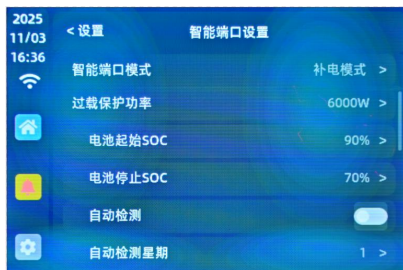 2025
11/03
16:36
< 设置
智能端口设置
智能端口模式 补电模式 >
过载保护功率 6000W >
电池起始SOC 90% >
电池停止SOC 70% >
自动检测
自动检测星期 1 >